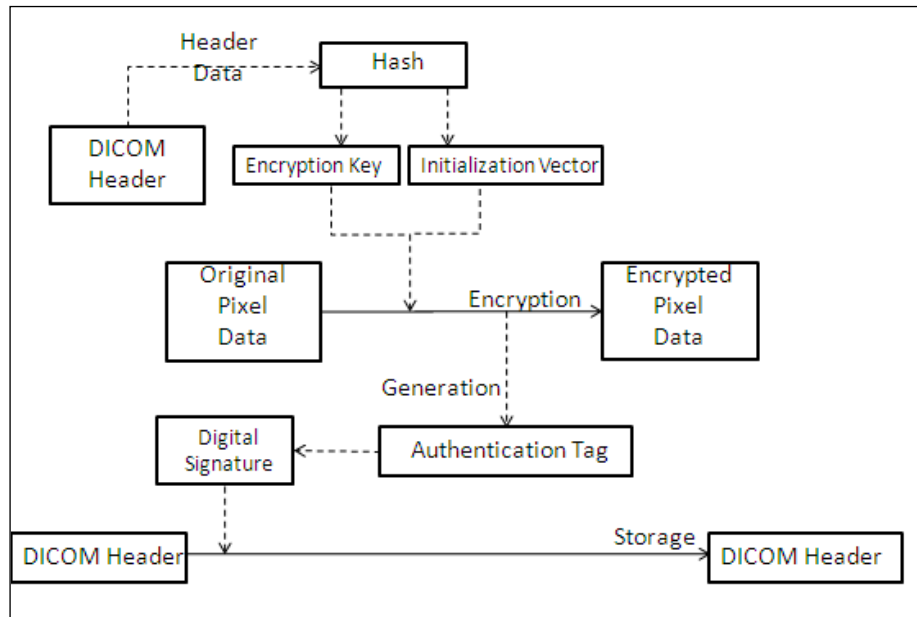 Header
Data
Hash
DICOM
Header
Encryption Key
Initialization Vector
Original
Pixel
Data
Encryption
Encrypted
Pixel
Data
Generation
Digital
Signature
Authentication Tag
Storage
DICOM Header
DICOM Header